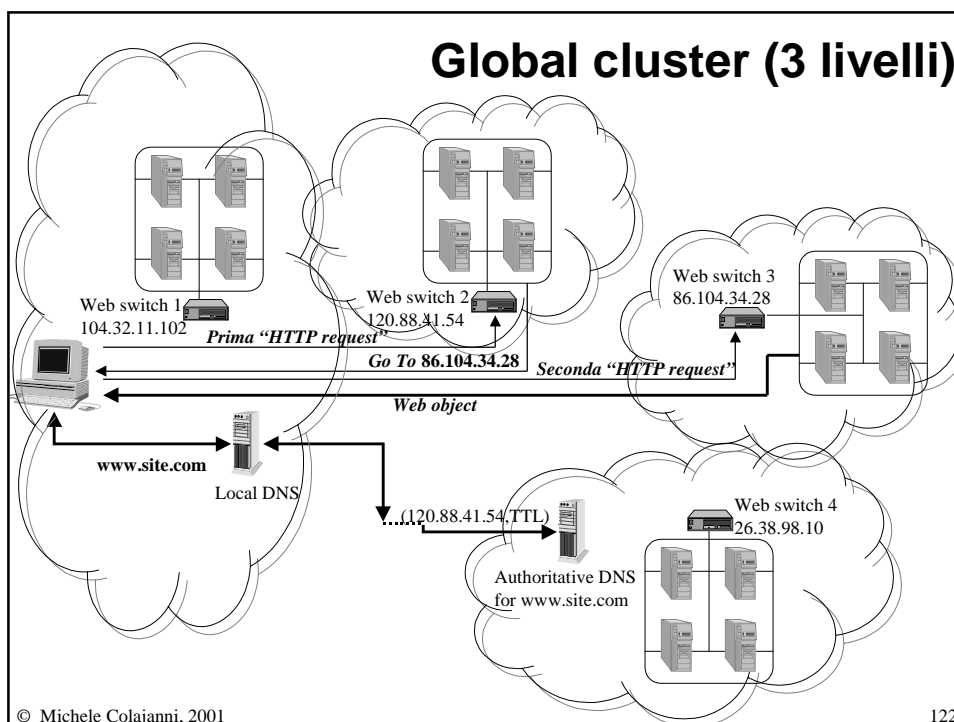 Global cluster (3 livelli)
Web switch 1
104.32.11.102
Web switch 2
120.88.41.54
Web switch 3
86.104.34.28
Prima “HTTP request”
Go To 86.104.34.28
Seconda “HTTP request”
Web object
www.site.com
Local DNS
(120.88.41.54,TTL)
Web switch 4
26.38.98.10
Authoritative DNS
for www.site.com
© Michele Colajanni, 2001
122